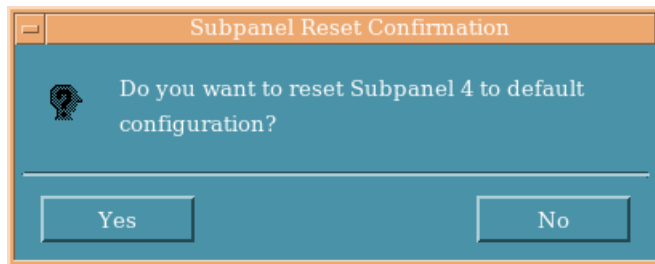 Subpanel Reset Confirmation
Do you want to reset Subpanel 4 to default
configuration?
Yes
No